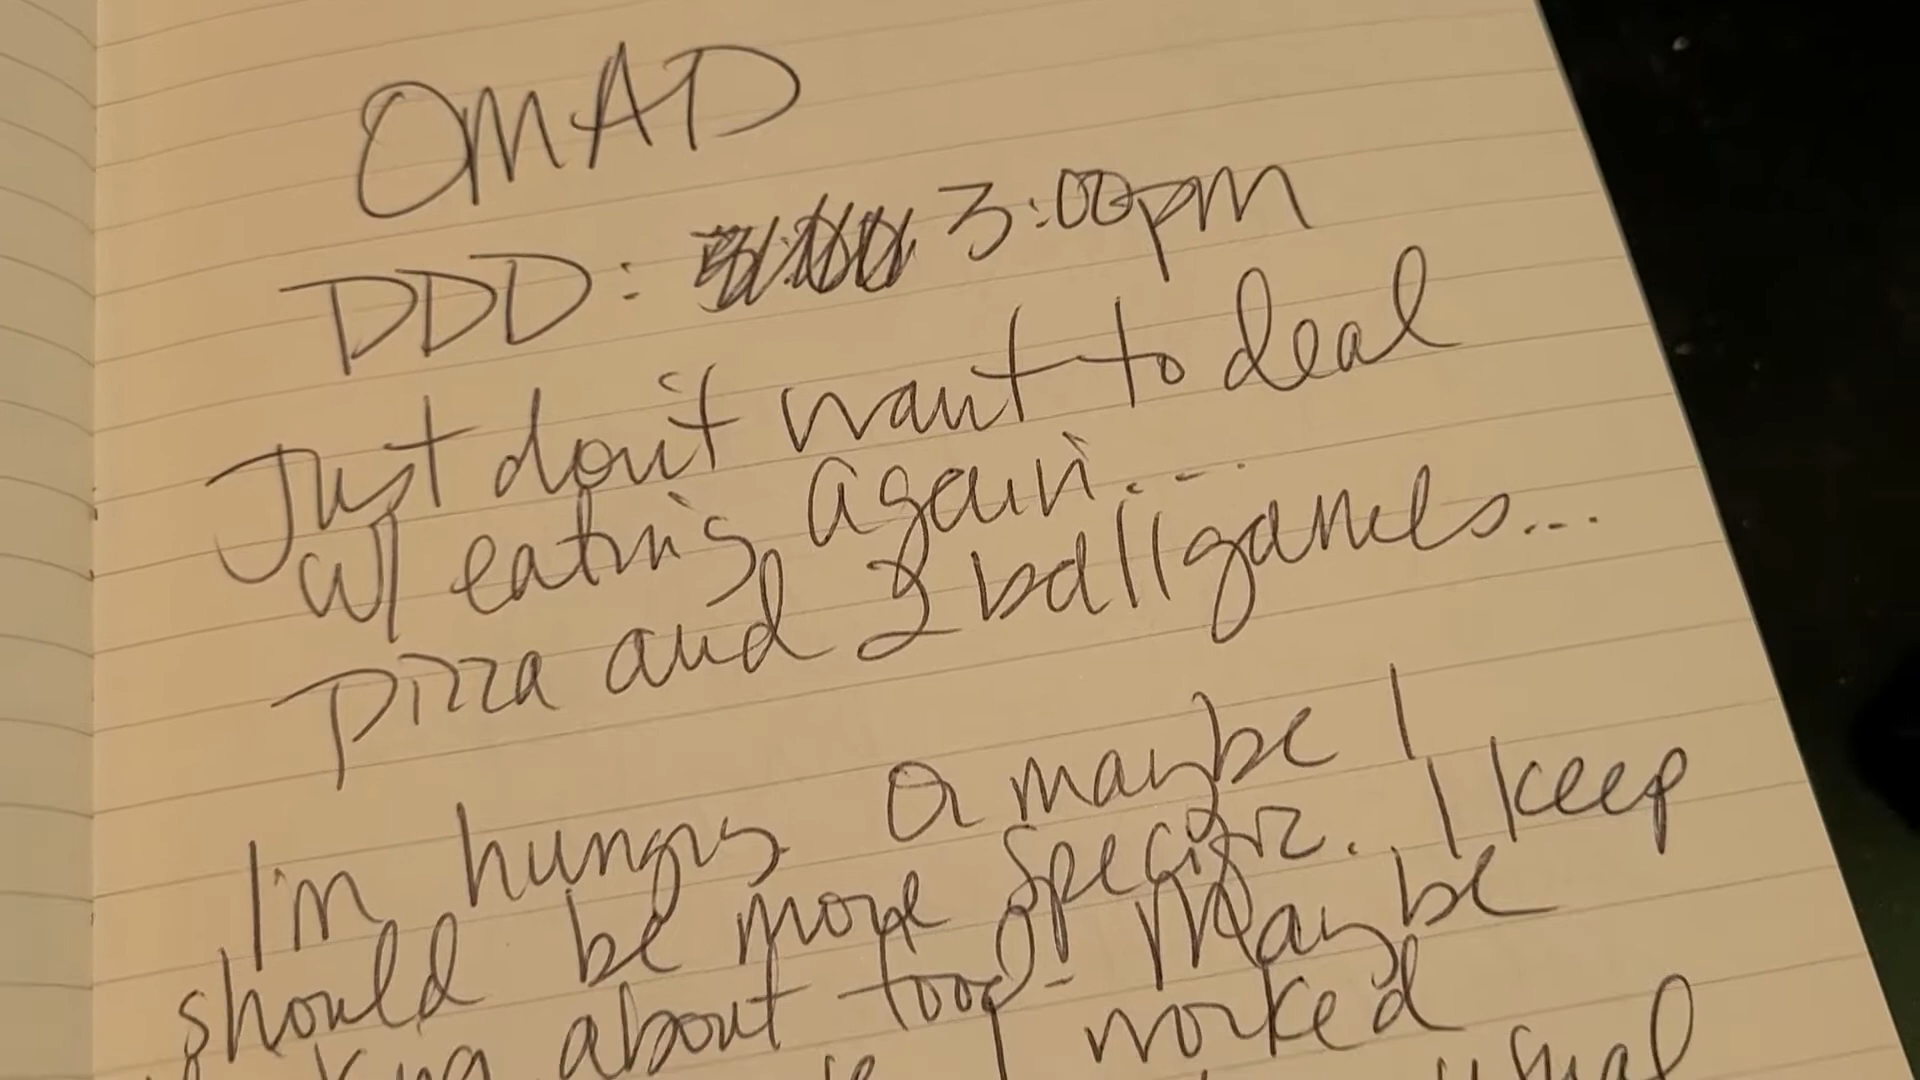 OMAD
DDD: 3:00pm
Just don't want to deal
w/ eating again...
pizza and 2 ballgames...
I'm hungry. Or maybe I
should be more specific. I keep
about food. Maybe
I worked
usual